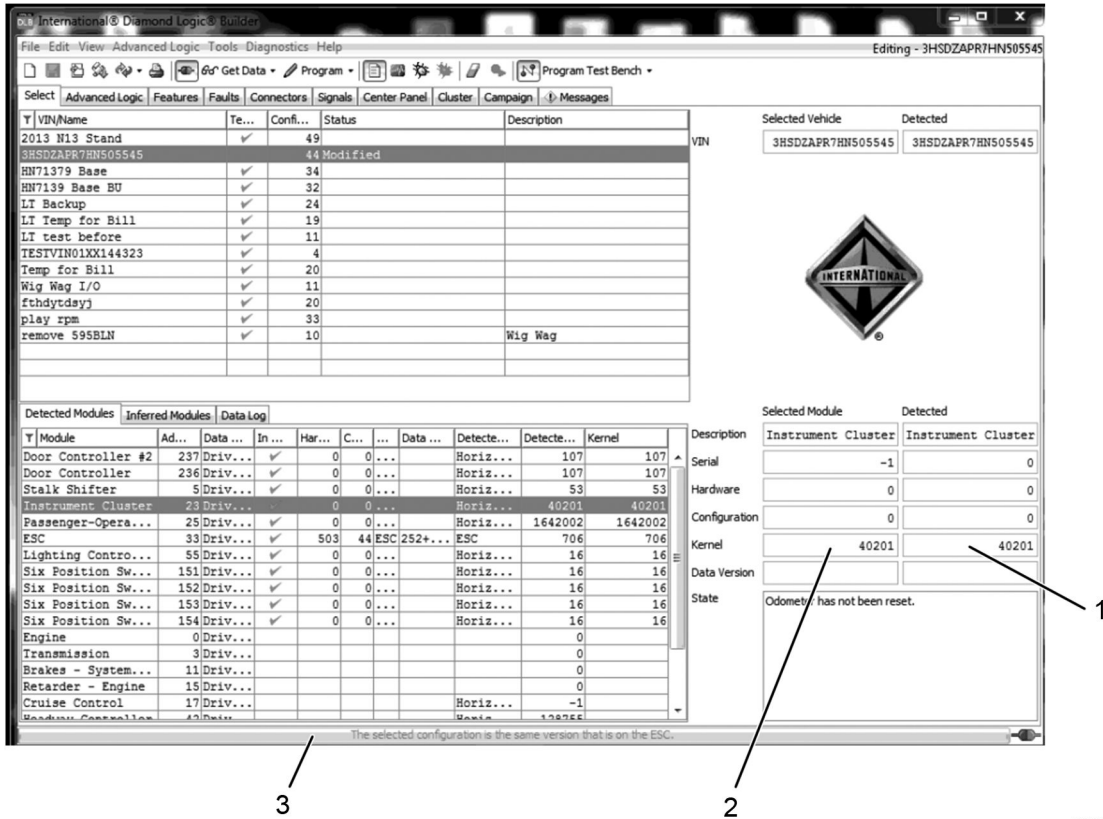 International® Diamond Logic® Builder
File Edit View Advanced Logic Tools Diagnostics Help Editing - 3HSDZAPR7HN505545
Get Data Program Program Test Bench
Select Advanced Logic Features Faults Connectors Signals Center Panel Cluster Campaign Messages
VIN/Name Te... Confi... Status Description
2013 N13 Stand 49
3HSDZAPR7HN505545 44 Modified
HN71379 Base 34
HN7139 Base BU 32
LT Backup 24
LT Temp for Bill 19
LT test before 11
TESTVIN01XX144323 4
Temp for Bill 20
Wig Wag I/O 11
fthdytdsyj 20
play rpm 33
remove 595BLN 10 Wig Wag
Selected Vehicle Detected
VIN 3HSDZAPR7HN505545 3HSDZAPR7HN505545
INTERNATIONAL ®
Detected Modules Inferred Modules Data Log
Module Ad... Data ... In ... Har... C... ... Data ... Detecte... Detecte... Kernel
Door Controller #2 237 Driv... 0 0 ... Horiz... 107 107
Door Controller 236 Driv... 0 0 ... Horiz... 107 107
Stalk Shifter 5 Driv... 0 0 ... Horiz... 53 53
Instrument Cluster 23 Driv... 0 0 ... Horiz... 40201 40201
Passenger-Opera... 25 Driv... 0 0 ... Horiz... 1642002 1642002
ESC 33 Driv... 503 44 ESC 252+... ESC 706 706
Lighting Contro... 55 Driv... 0 0 ... Horiz... 16 16
Six Position Sw... 151 Driv... 0 0 ... Horiz... 16 16
Six Position Sw... 152 Driv... 0 0 ... Horiz... 16 16
Six Position Sw... 153 Driv... 0 0 ... Horiz... 16 16
Six Position Sw... 154 Driv... 0 0 ... Horiz... 16 16
Engine 0 Driv... 0
Transmission 3 Driv... 0
Brakes - System... 11 Driv... 0
Retarder - Engine 15 Driv... 0
Cruise Control 17 Driv... Horiz... -1
Selected Module Detected
Description Instrument Cluster Instrument Cluster
Serial -1 0
Hardware 0 0
Configuration 0 0
Kernel 40201 40201
Data Version
State Odometer has not been reset.
The selected configuration is the same version that is on the ESC.
1
2
3